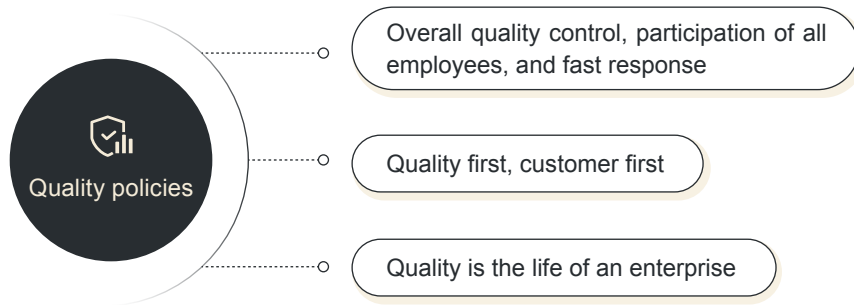 Overall quality control, participation of all
employees, and fast response
Quality policies
Quality first, customer first
Quality is the life of an enterprise